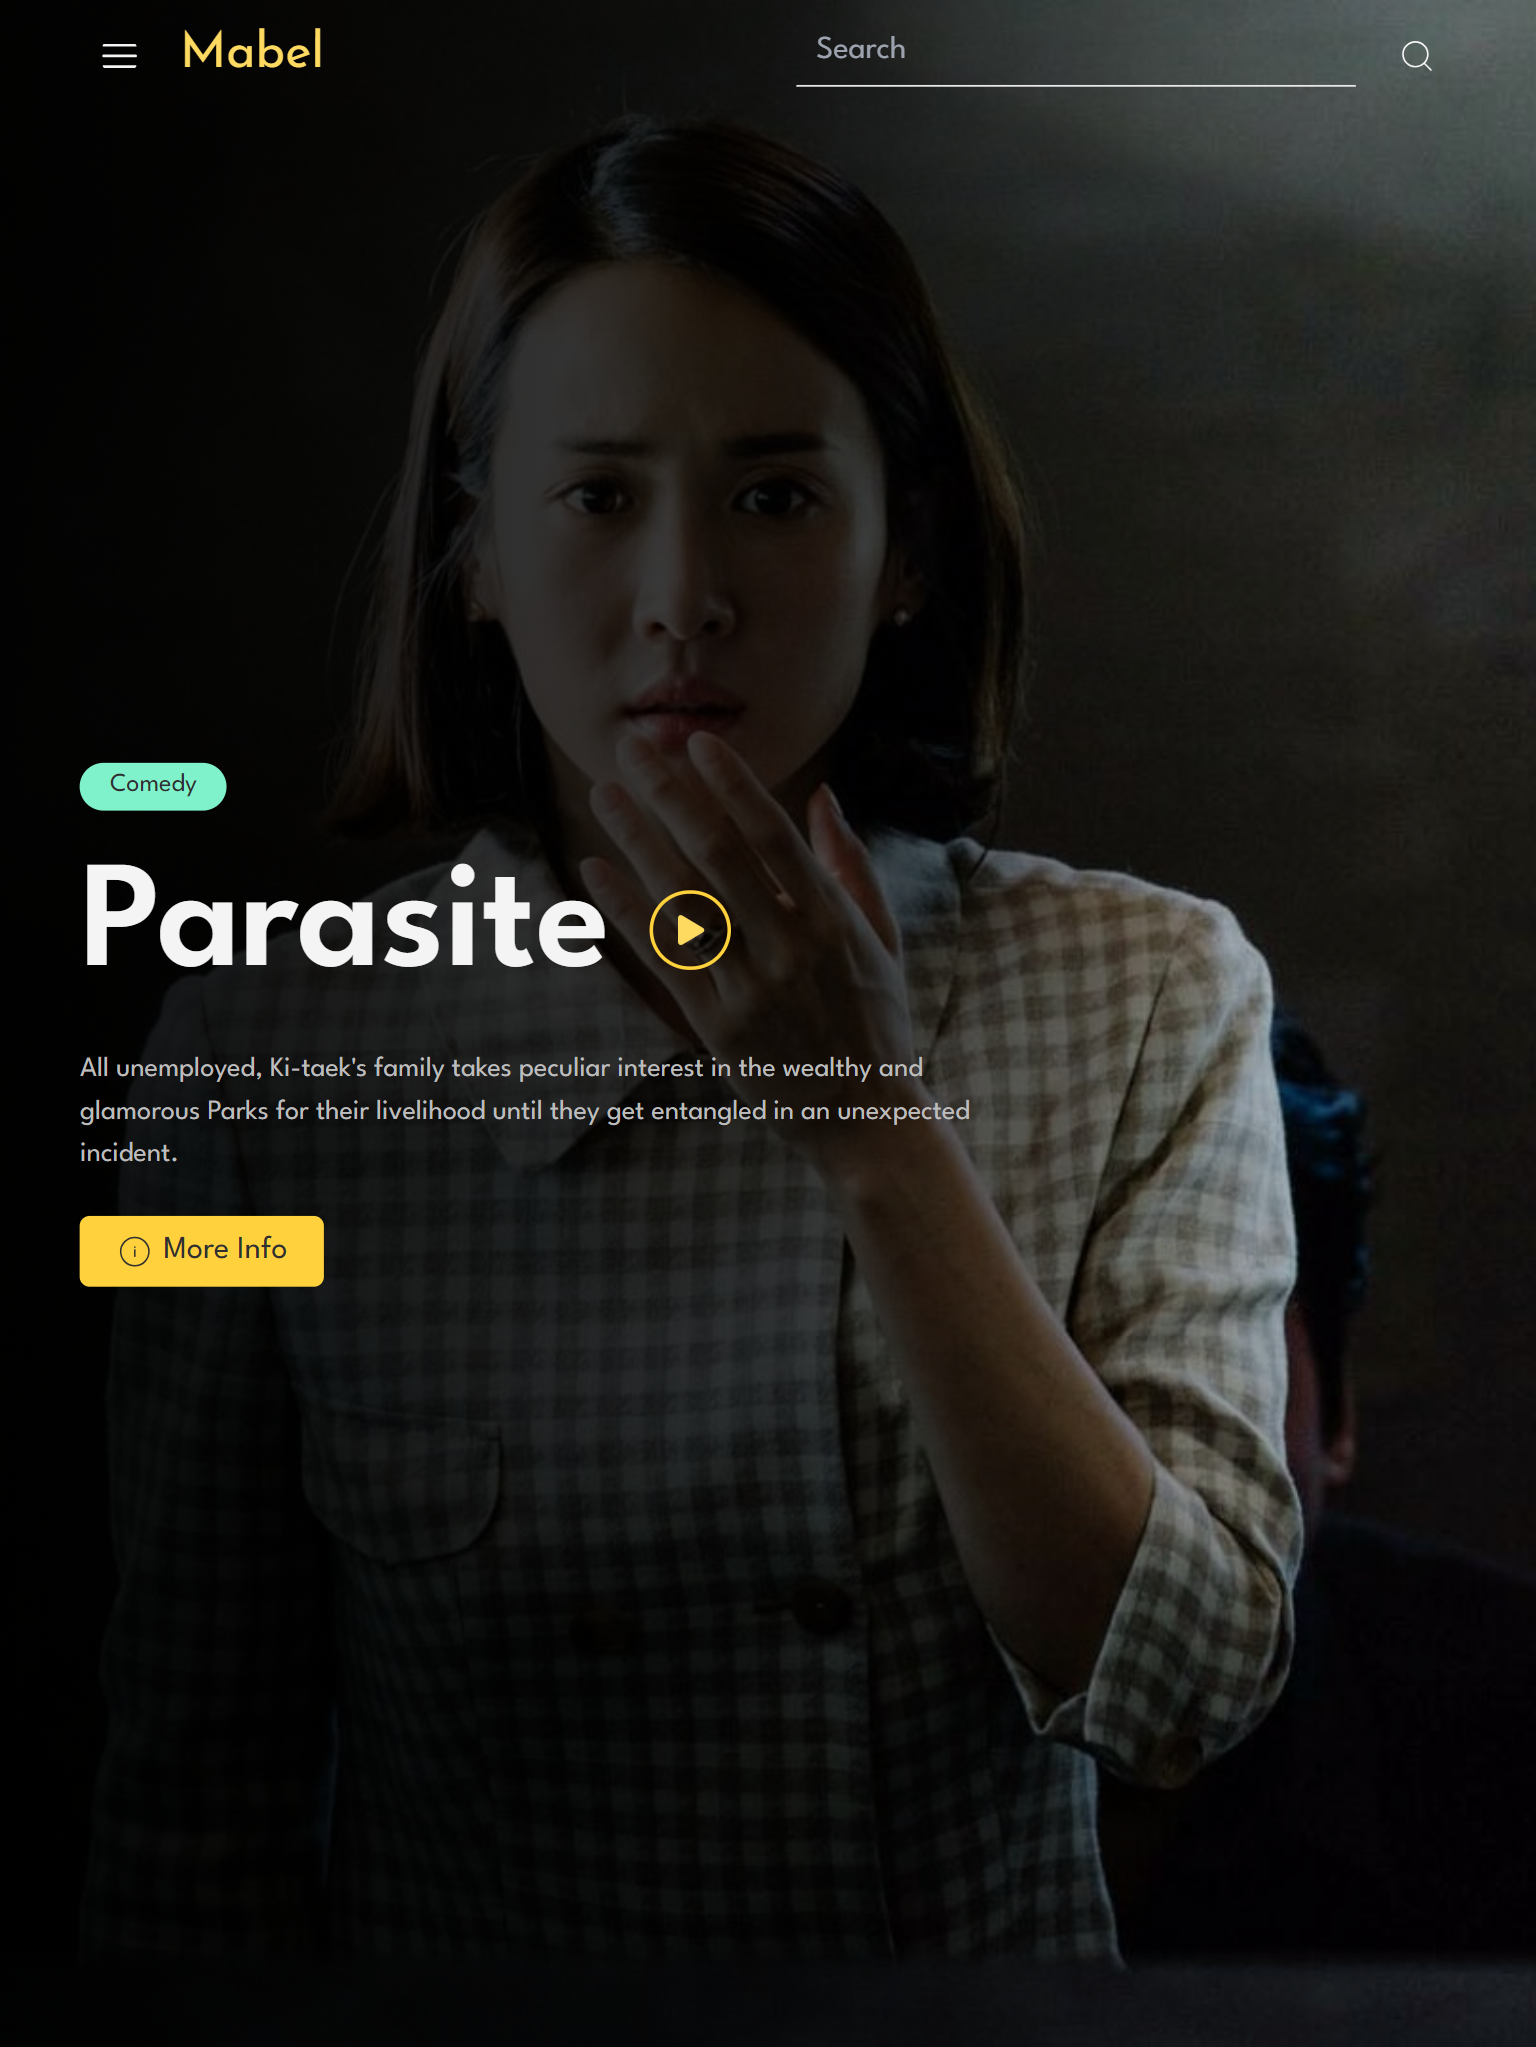 Mabel
Search
Comedy
Parasite
All unemployed, Ki-taek's family takes peculiar interest in the wealthy and
glamorous Parks for their livelihood until they get entangled in an unexpected
incident.
More Info